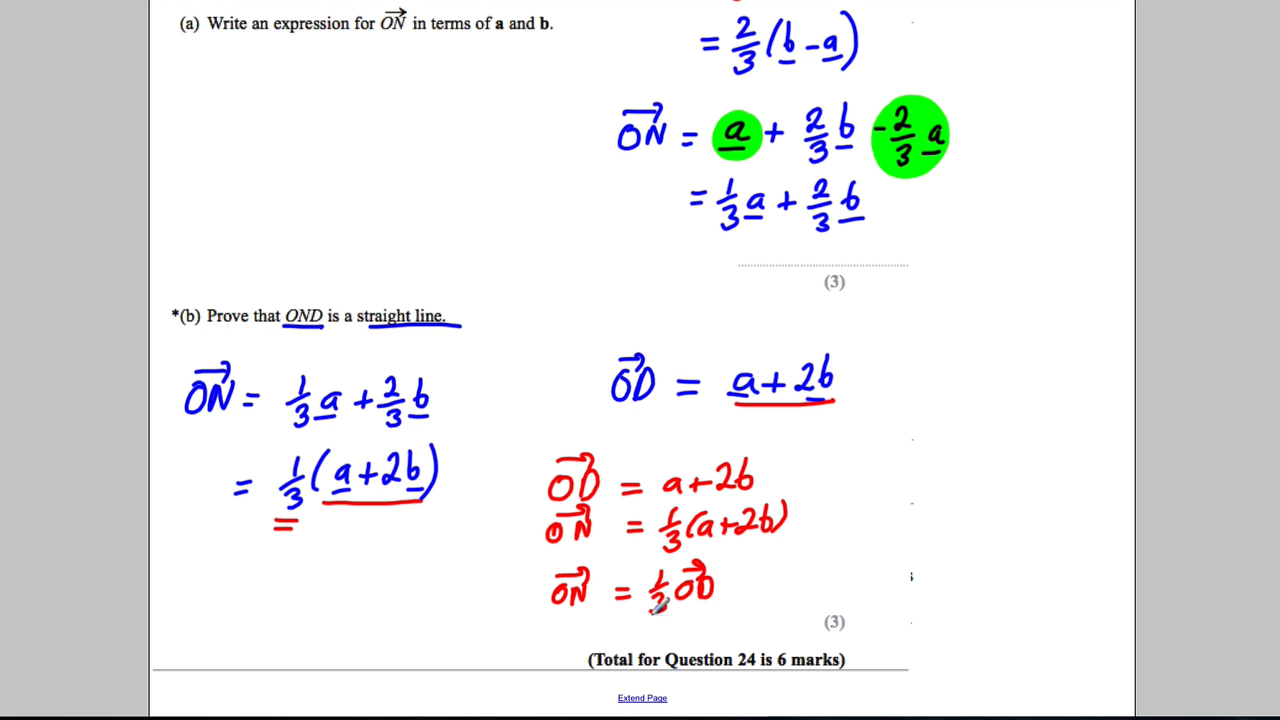 (a) Write an expression for ON in terms of a and b.
= 2/3 (b - a)
ON = a + 2/3 b - 2/3 a
= 1/3 a + 2/3 b
(3)
*(b) Prove that OND is a straight line.
ON = 1/3 a + 2/3 b
OD = a + 2b
= 1/3 (a + 2b)
OD = a + 2b
ON = 1/3 (a + 2b)
ON = 1/3 OD
(3)
(Total for Question 24 is 6 marks)
Extend Page